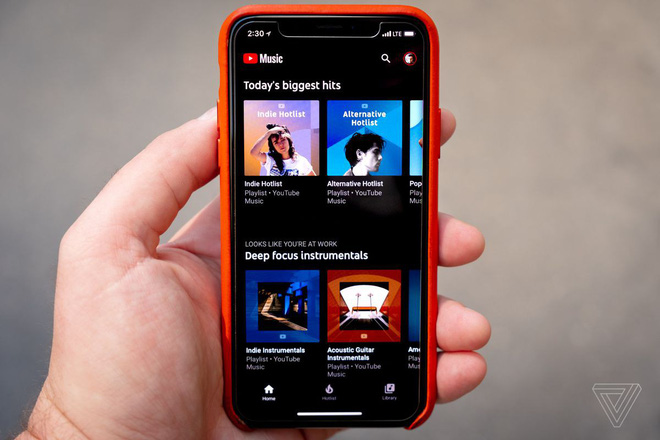 2:30 LTE
Music
Today's biggest hits
Indie Hotlist
Alternative
Hotlist
Indie Hotlist
Alternative Hotlist
Pop
Playlist • YouTube
Playlist • YouTube
Music
Music
LOOKS LIKE YOU'RE AT WORK
Deep focus instrumentals
Indie Instrumentals
Acoustic Guitar
Instrumentals
Playlist • YouTube
Music
Playlist • YouTube
Music
Home
Hotlist
Library